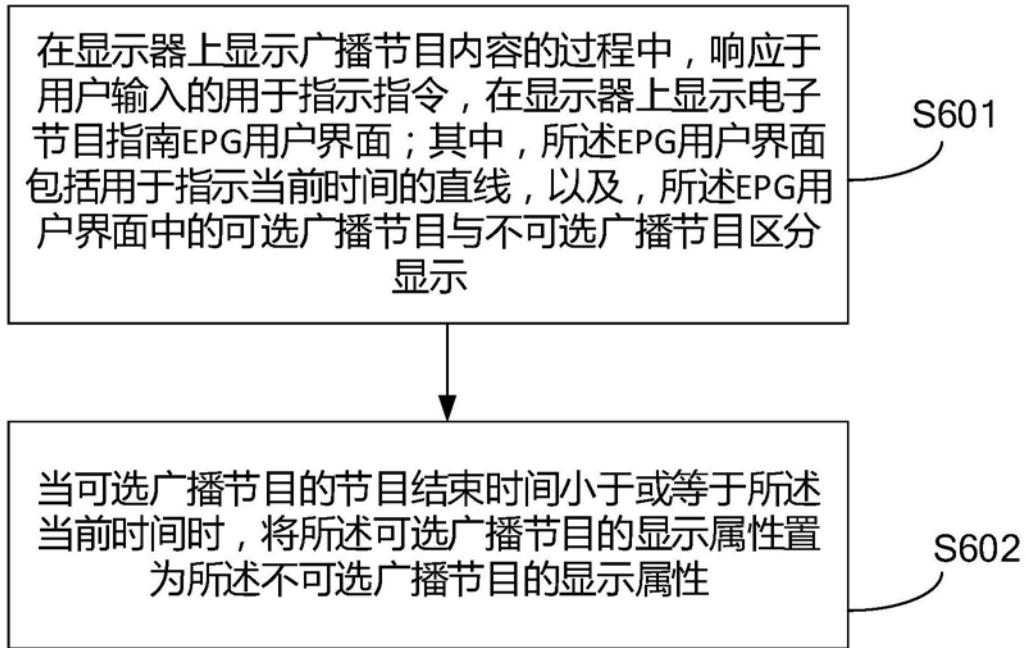 在显示器上显示广播节目内容的过程中，响应于
用户输入的用于指示指令，在显示器上显示电子
节目指南EPG用户界面；其中，所述EPG用户界面
包括用于指示当前时间的直线，以及，所述EPG用
户界面中的可选广播节目与不可选广播节目区分
显示
S601
当可选广播节目的节目结束时间小于或等于所述
当前时间时，将所述可选广播节目的显示属性置
为所述不可选广播节目的显示属性
S602